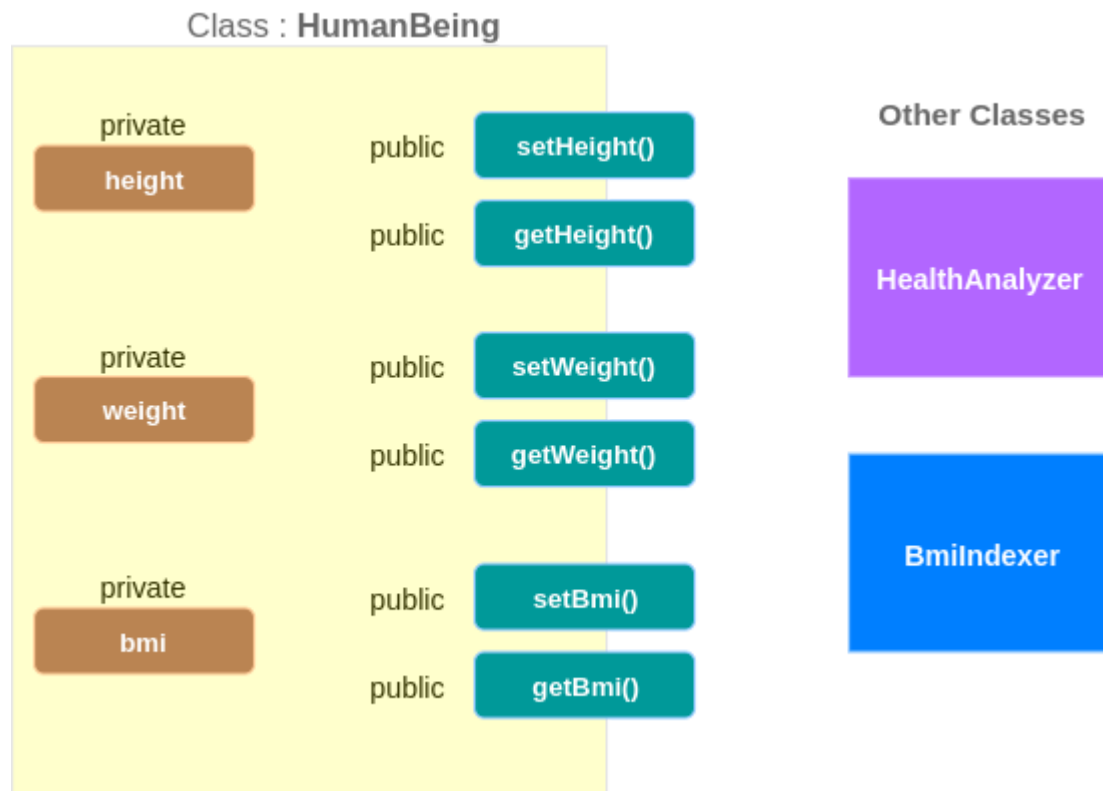 Class : HumanBeing
private
height
public
setHeight()
public
getHeight()
private
weight
public
setWeight()
public
getWeight()
private
bmi
public
setBmi()
public
getBmi()
Other Classes
HealthAnalyzer
BmiIndexer